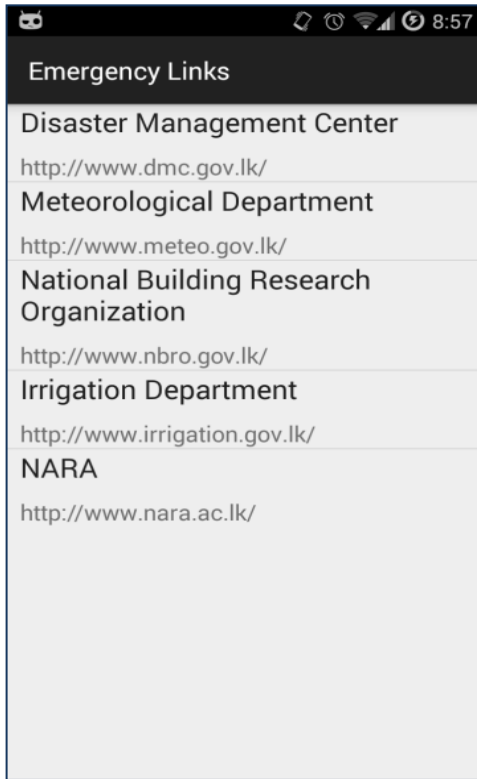 8:57
Emergency Links
Disaster Management Center
http://www.dmc.gov.lk/
Meteorological Department
http://www.meteo.gov.lk/
National Building Research
Organization
http://www.nbro.gov.lk/
Irrigation Department
http://www.irrigation.gov.lk/
NARA
http://www.nara.ac.lk/